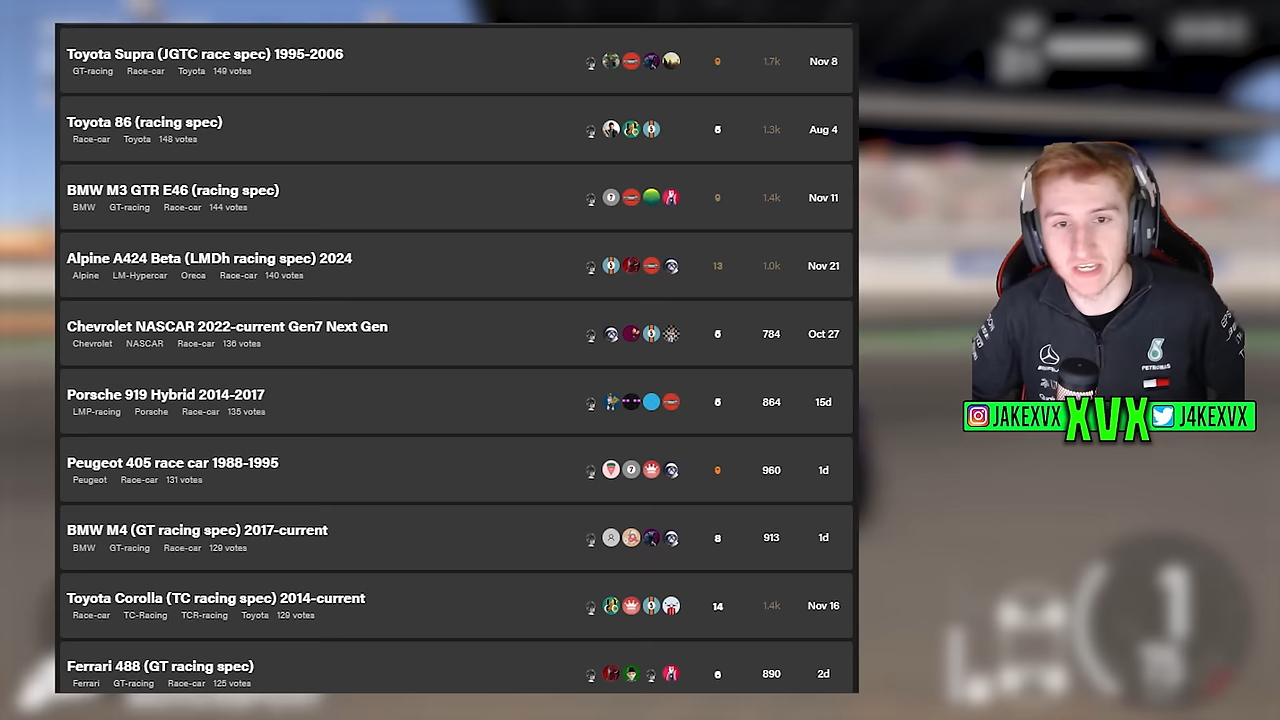 Toyota Supra (JGTC race spec) 1995-2006
GT-racing Race-car Toyota 149 votes
9 1.7k Nov 8
Toyota 86 (racing spec)
Race-car Toyota 148 votes
6 1.3k Aug 4
BMW M3 GTR E46 (racing spec)
BMW GT-racing Race-car 144 votes
9 1.4k Nov 11
Alpine A424 Beta (LMDh racing spec) 2024
Alpine LM-Hypercar Oreca Race-car 140 votes
13 1.0k Nov 21
Chevrolet NASCAR 2022-current Gen7 Next Gen
Chevrolet NASCAR Race-car 136 votes
6 784 Oct 27
Porsche 919 Hybrid 2014-2017
LMP-racing Porsche Race-car 135 votes
6 864 15d
Peugeot 405 race car 1988-1995
Peugeot Race-car 131 votes
9 960 1d
BMW M4 (GT racing spec) 2017-current
BMW GT-racing Race-car 129 votes
8 913 1d
Toyota Corolla (TC racing spec) 2014-current
Race-car TC-Racing TCR-racing Toyota 129 votes
14 1.4k Nov 16
Ferrari 488 (GT racing spec)
Ferrari GT-racing Race-car 125 votes
6 890 2d
PETRONAS
JAKEXVX XVX J4KEXVX